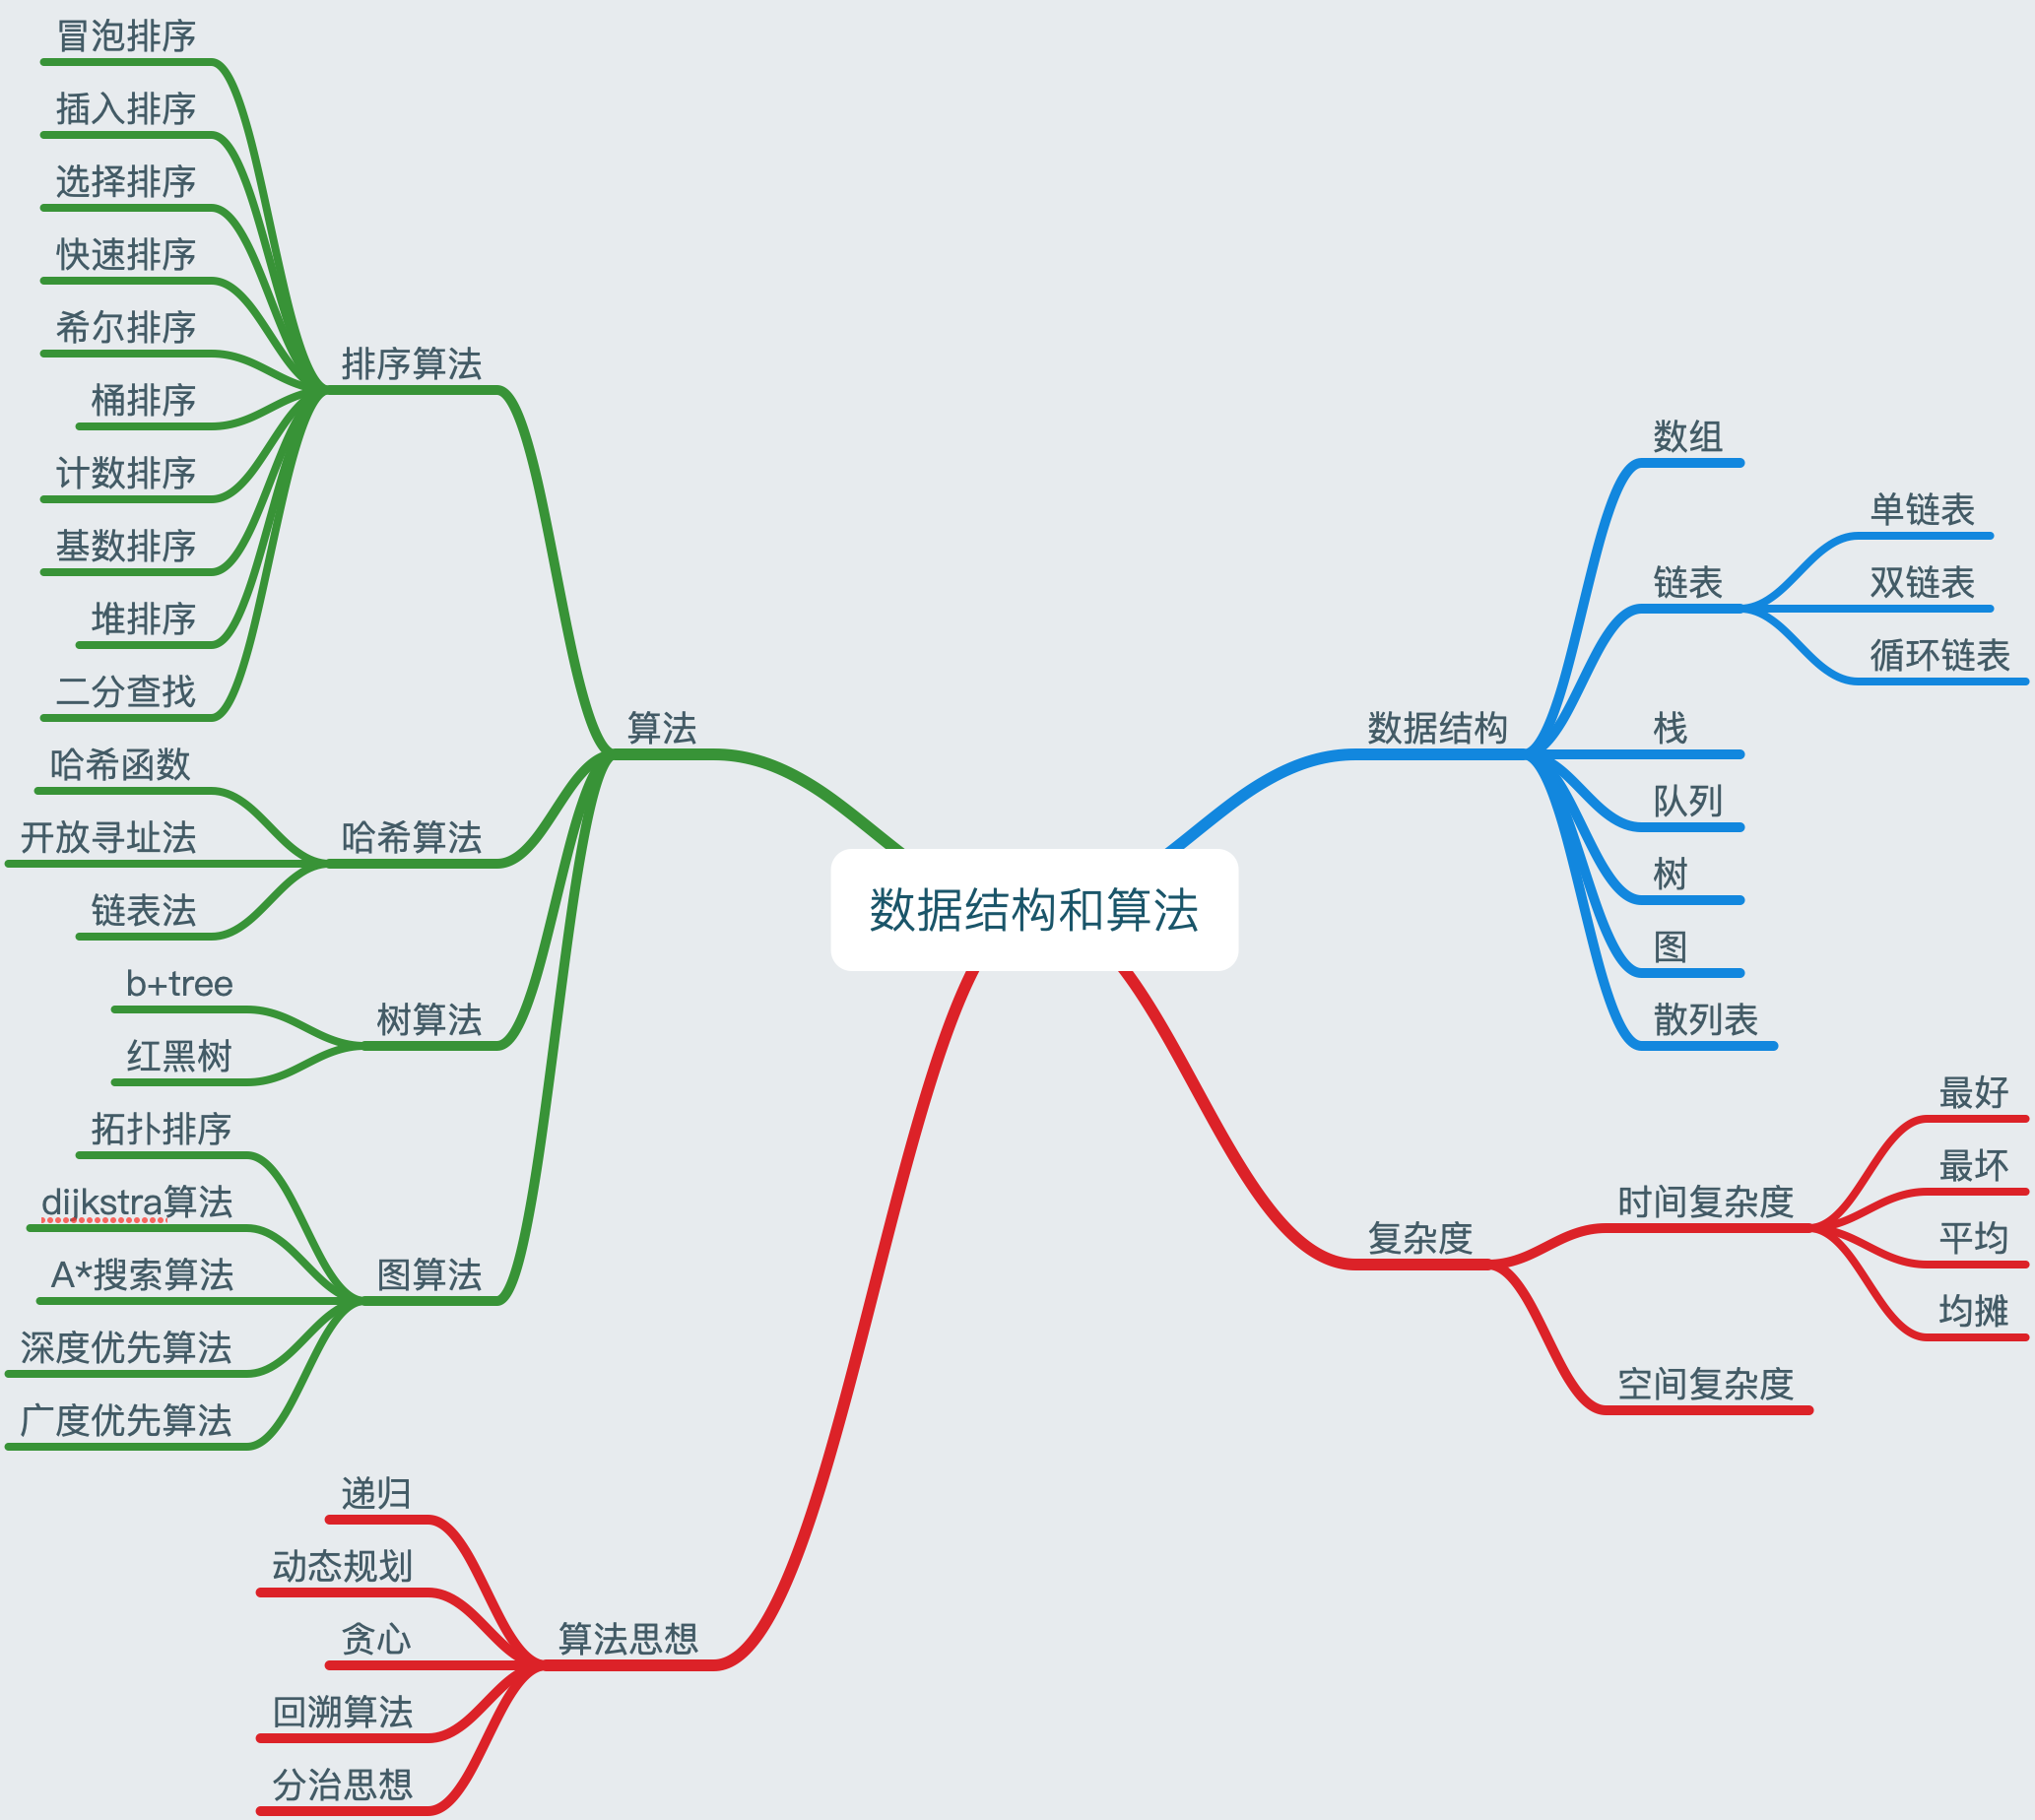 数据结构和算法
数据结构
数组
链表
单链表
双链表
循环链表
栈
队列
树
图
散列表
复杂度
时间复杂度
最好
最坏
平均
均摊
空间复杂度
算法
排序算法
冒泡排序
插入排序
选择排序
快速排序
希尔排序
桶排序
计数排序
基数排序
堆排序
二分查找
哈希算法
哈希函数
开放寻址法
链表法
树算法
b+tree
红黑树
图算法
拓扑排序
dijkstra算法
A*搜索算法
深度优先算法
广度优先算法
算法思想
递归
动态规划
贪心
回溯算法
分治思想